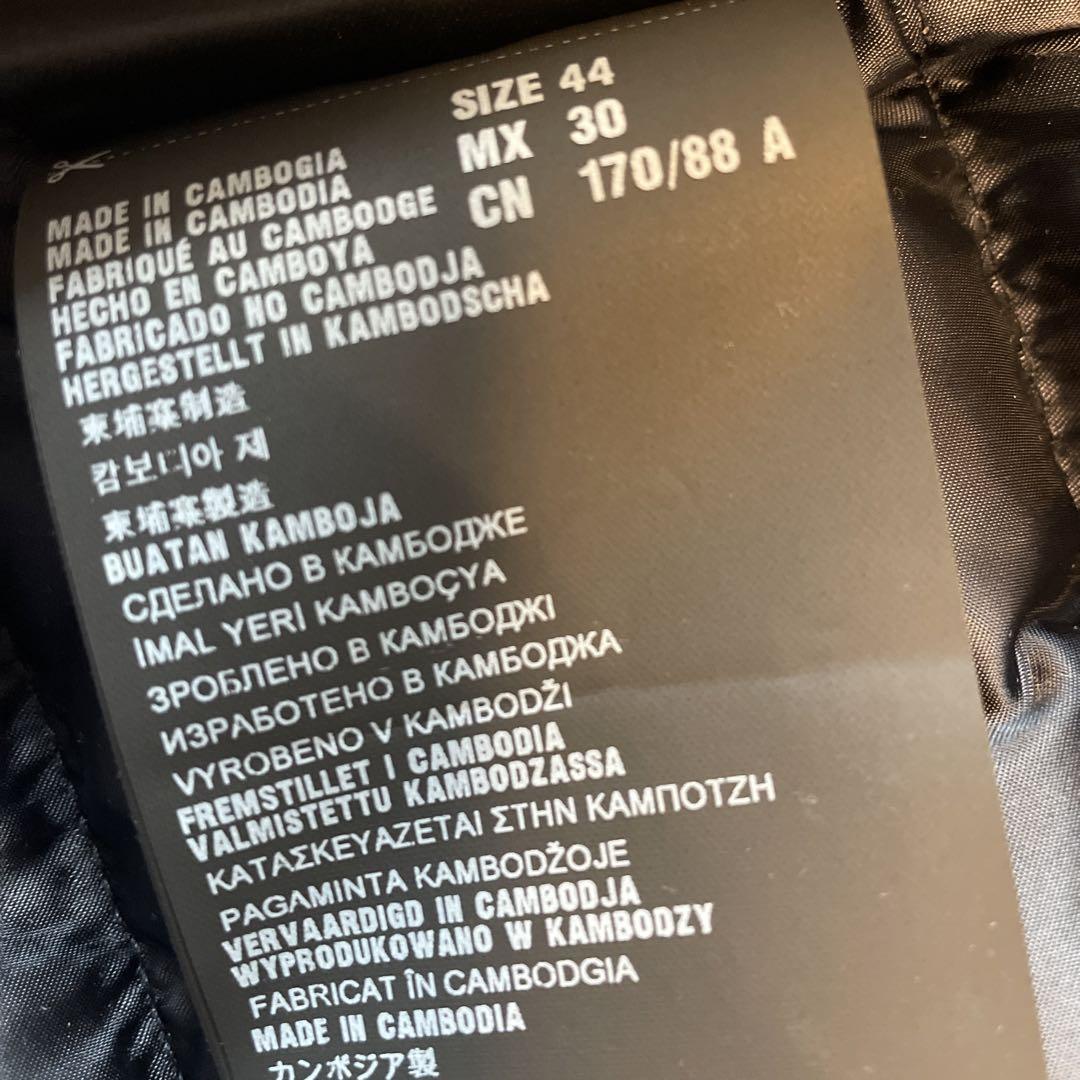 SIZE 44
MX 30
CN 170/88 A
MADE IN CAMBOGIA
MADE IN CAMBODIA
FABRIQUÉ AU CAMBODGE
HECHO EN CAMBOYA
FABRICADO NO CAMBODJA
HERGESTELLT IN KAMBODSCHA
柬埔寨制造
캄보디아 제
柬埔寨製造
BUATAN KAMBOJA
СДЕЛАНО В КАМБОДЖЕ
İMAL YERİ KAMBOÇYA
ЗРОБЛЕНО В КАМБОДЖІ
ИЗРАБОТЕНО В КАМБОДЖА
VYROBENO V KAMBODŽI
FREMSTILLET I CAMBODIA
VALMISTETTU KAMBODZASSA
ΚΑΤΑΣΚΕΥΑΖΕΤΑΙ ΣΤΗΝ ΚΑΜΠΟΤΖΗ
PAGAMINTA KAMBODŽOJE
VERVAARDIGD IN CAMBODJA
WYPRODUKOWANO W KAMBODZY
FABRICAT ÎN CAMBODGIA
MADE IN CAMBODIA
カンボジア製